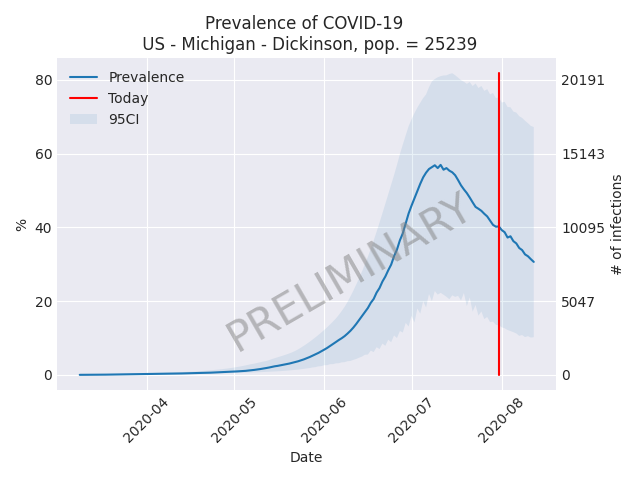 Prevalence of COVID-19
US - Michigan - Dickinson, pop. = 25239
Prevalence
Today
95CI
80
60
40
20
0
%
20191
15143
10095
5047
0
# of infections
PRELIMINARY
2020-04
2020-05
2020-06
2020-07
2020-08
Date